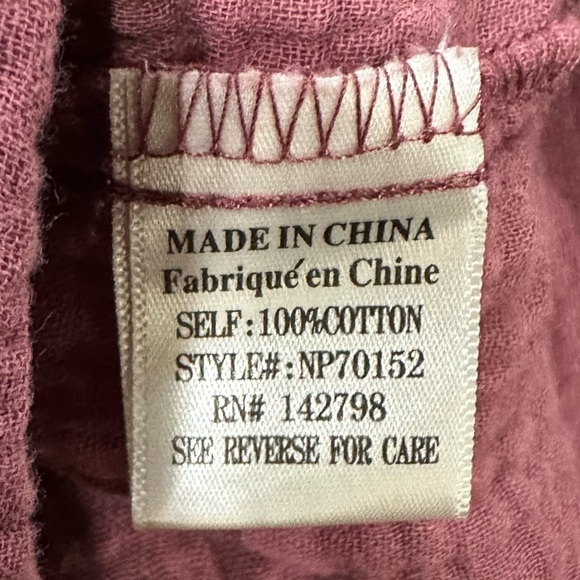 MADE IN CHINA
Fabriqué en Chine
SELF: 100%COTTON
STYLE#: NP70152
RN# 142798
SEE REVERSE FOR CARE